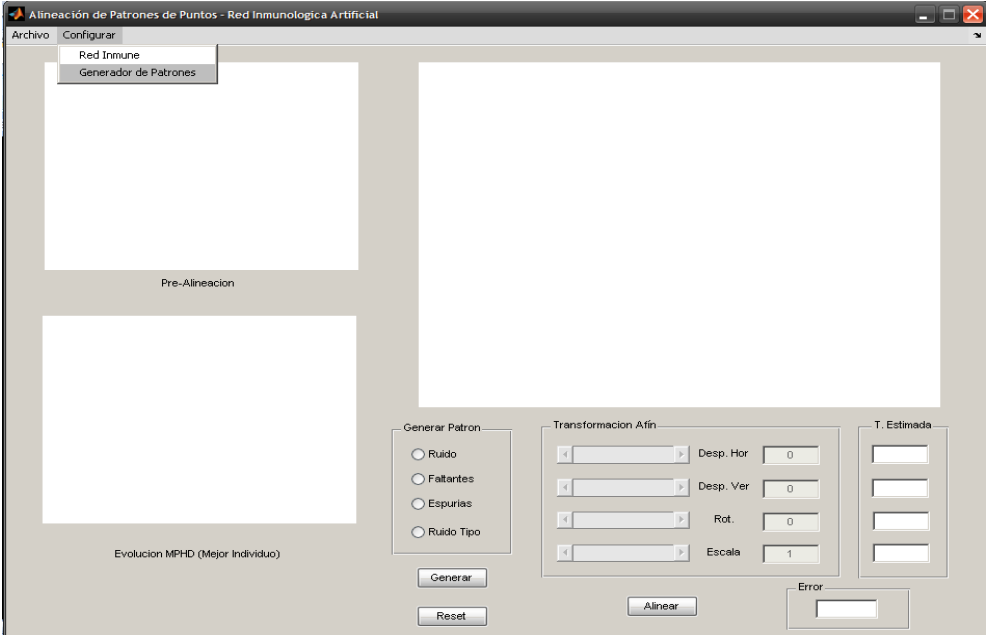 Alineación de Patrones de Puntos - Red Inmunologica Artificial
Archivo Configurar
Red Inmune
Generador de Patrones
Pre-Alineacion
Evolucion MPHD (Mejor Individuo)
Generar Patron
Ruido
Faltantes
Espurias
Ruido Tipo
Generar
Reset
Transformacion Afín
Desp. Hor 0
Desp. Ver 0
Rot. 0
Escala 1
Alinear
T. Estimada
Error